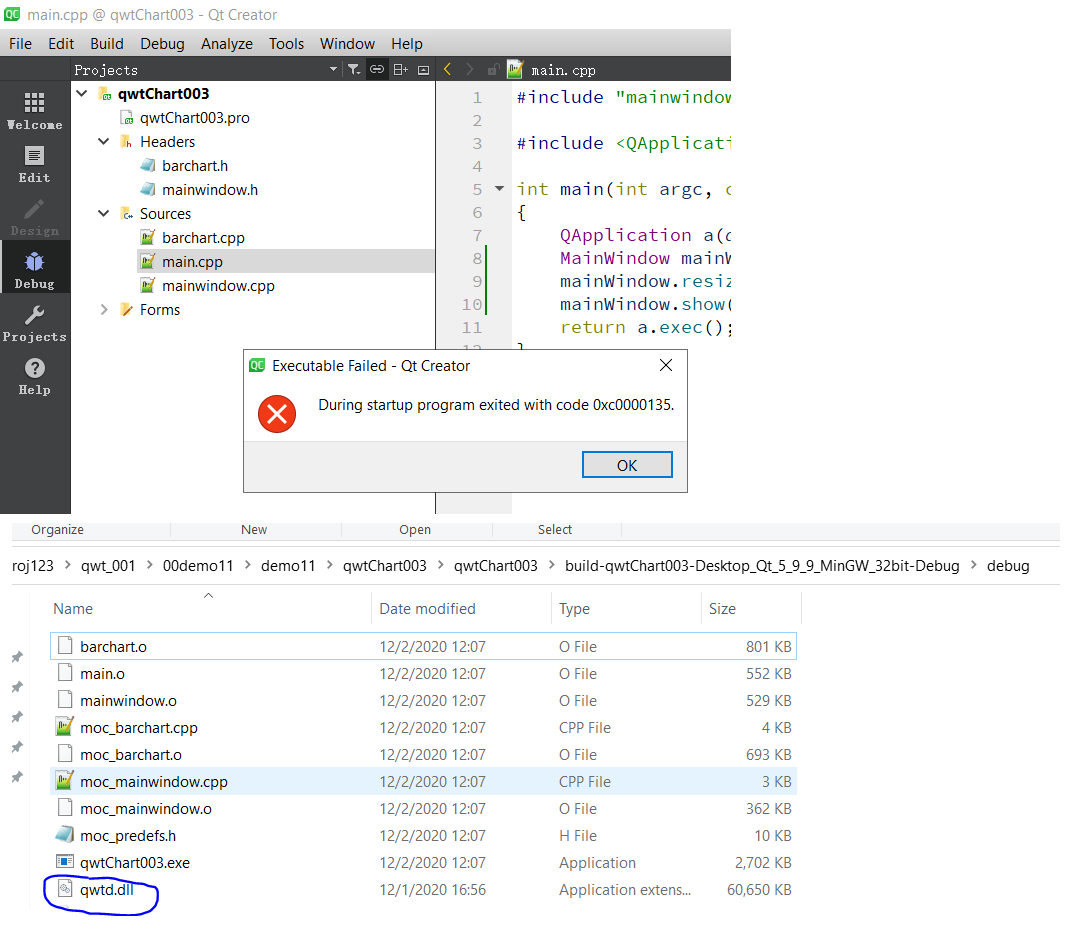 QC main.cpp @ qwtChart003 - Qt Creator
File Edit Build Debug Analyze Tools Window Help
Projects main.cpp
Welcome
Edit
Design
Debug
Projects
Help
qwtChart003
qwtChart003.pro
Headers
barchart.h
mainwindow.h
Sources
barchart.cpp
main.cpp
mainwindow.cpp
Forms
1 #include "mainwindow
2
3 #include <QApplicati
4
5 int main(int argc, c
6 {
7 QApplication a(
8 MainWindow mainW
9 mainWindow.resiz
10 mainWindow.show(
11 return a.exec();
12 }
QC Executable Failed - Qt Creator
During startup program exited with code 0xc0000135.
OK
Organize New Open Select
roj123 > qwt_001 > 00demo11 > demo11 > qwtChart003 > qwtChart003 > build-qwtChart003-Desktop_Qt_5_9_9_MinGW_32bit-Debug > debug
Name Date modified Type Size
barchart.o 12/2/2020 12:07 O File 801 KB
main.o 12/2/2020 12:07 O File 552 KB
mainwindow.o 12/2/2020 12:07 O File 529 KB
moc_barchart.cpp 12/2/2020 12:07 CPP File 4 KB
moc_barchart.o 12/2/2020 12:07 O File 693 KB
moc_mainwindow.cpp 12/2/2020 12:07 CPP File 3 KB
moc_mainwindow.o 12/2/2020 12:07 O File 362 KB
moc_predefs.h 12/2/2020 12:07 H File 10 KB
qwtChart003.exe 12/2/2020 12:07 Application 2,702 KB
qwtd.dll 12/1/2020 16:56 Application extens... 60,650 KB